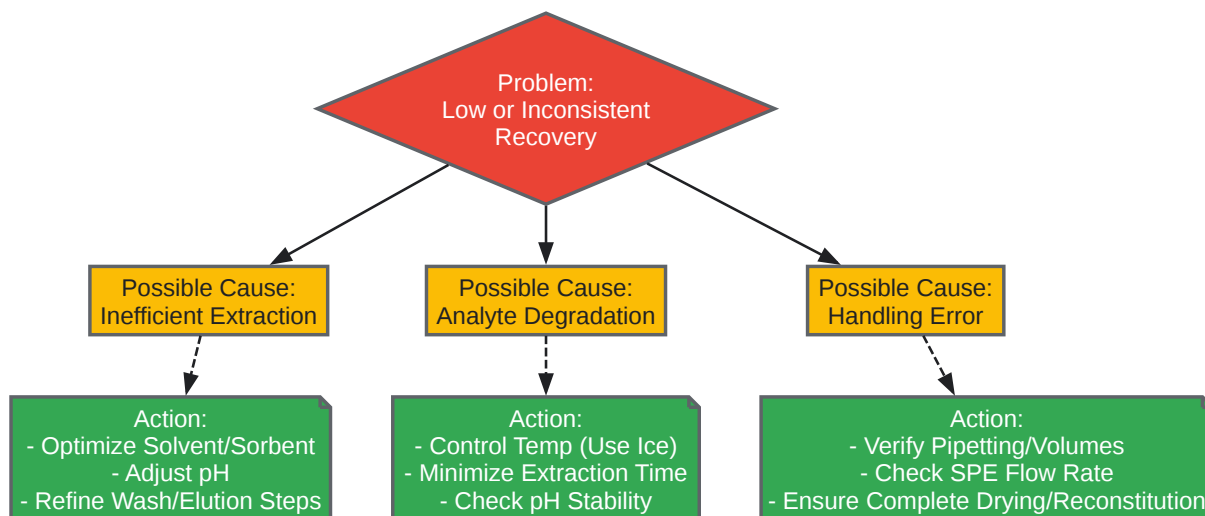 Problem:
Low or Inconsistent
Recovery
Possible Cause:
Inefficient Extraction
Possible Cause:
Analyte Degradation
Possible Cause:
Handling Error
Action:
- Optimize Solvent/Sorbent
- Adjust pH
- Refine Wash/Elution Steps
Action:
- Control Temp (Use Ice)
- Minimize Extraction Time
- Check pH Stability
Action:
- Verify Pipetting/Volumes
- Check SPE Flow Rate
- Ensure Complete Drying/Reconstitution